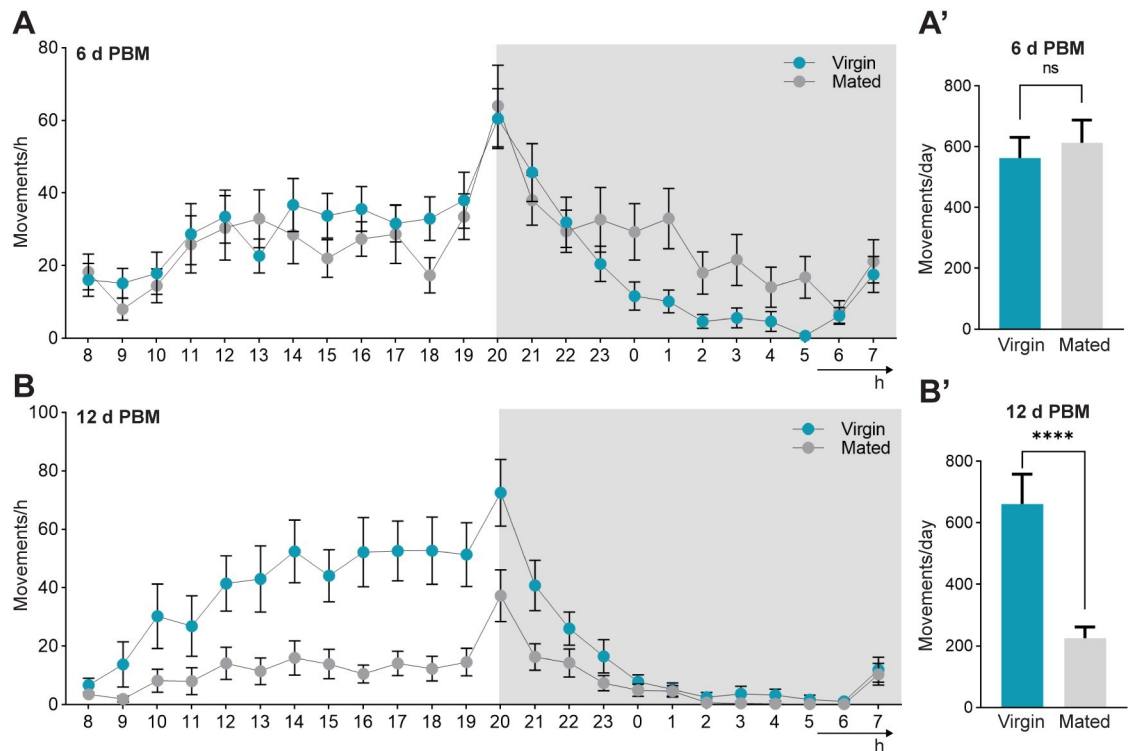 A
6 d PBM
Virgin
Mated
80
60
40
20
0
Movements/h
8 9 10 11 12 13 14 15 16 17 18 19 20 21 22 23 0 1 2 3 4 5 6 7
h
A’
6 d PBM
ns
800
600
400
200
0
Movements/day
Virgin Mated
B
12 d PBM
Virgin
Mated
100
80
60
40
20
0
Movements/h
8 9 10 11 12 13 14 15 16 17 18 19 20 21 22 23 0 1 2 3 4 5 6 7
h
B’
12 d PBM
****
800
600
400
200
0
Movements/day
Virgin Mated